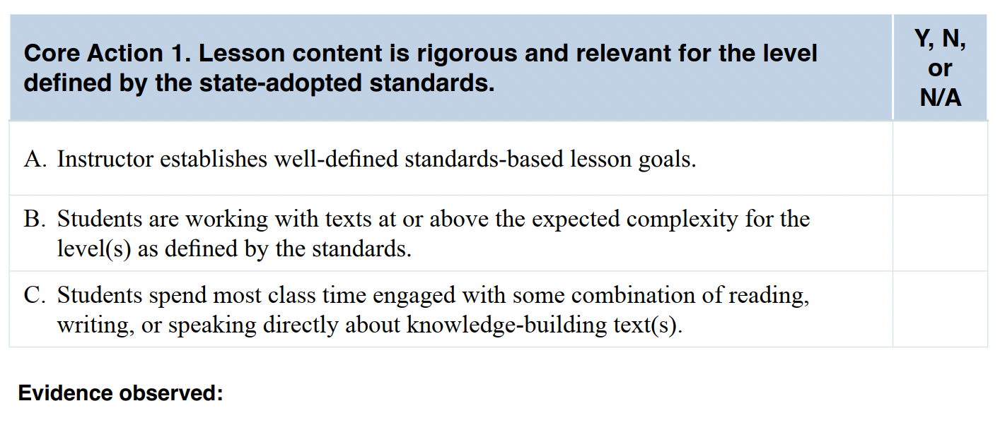 Core Action 1. Lesson content is rigorous and relevant for the level
defined by the state-adopted standards.
Y, N,
or
N/A
A. Instructor establishes well-defined standards-based lesson goals.
B. Students are working with texts at or above the expected complexity for the
level(s) as defined by the standards.
C. Students spend most class time engaged with some combination of reading,
writing, or speaking directly about knowledge-building text(s).
Evidence observed: